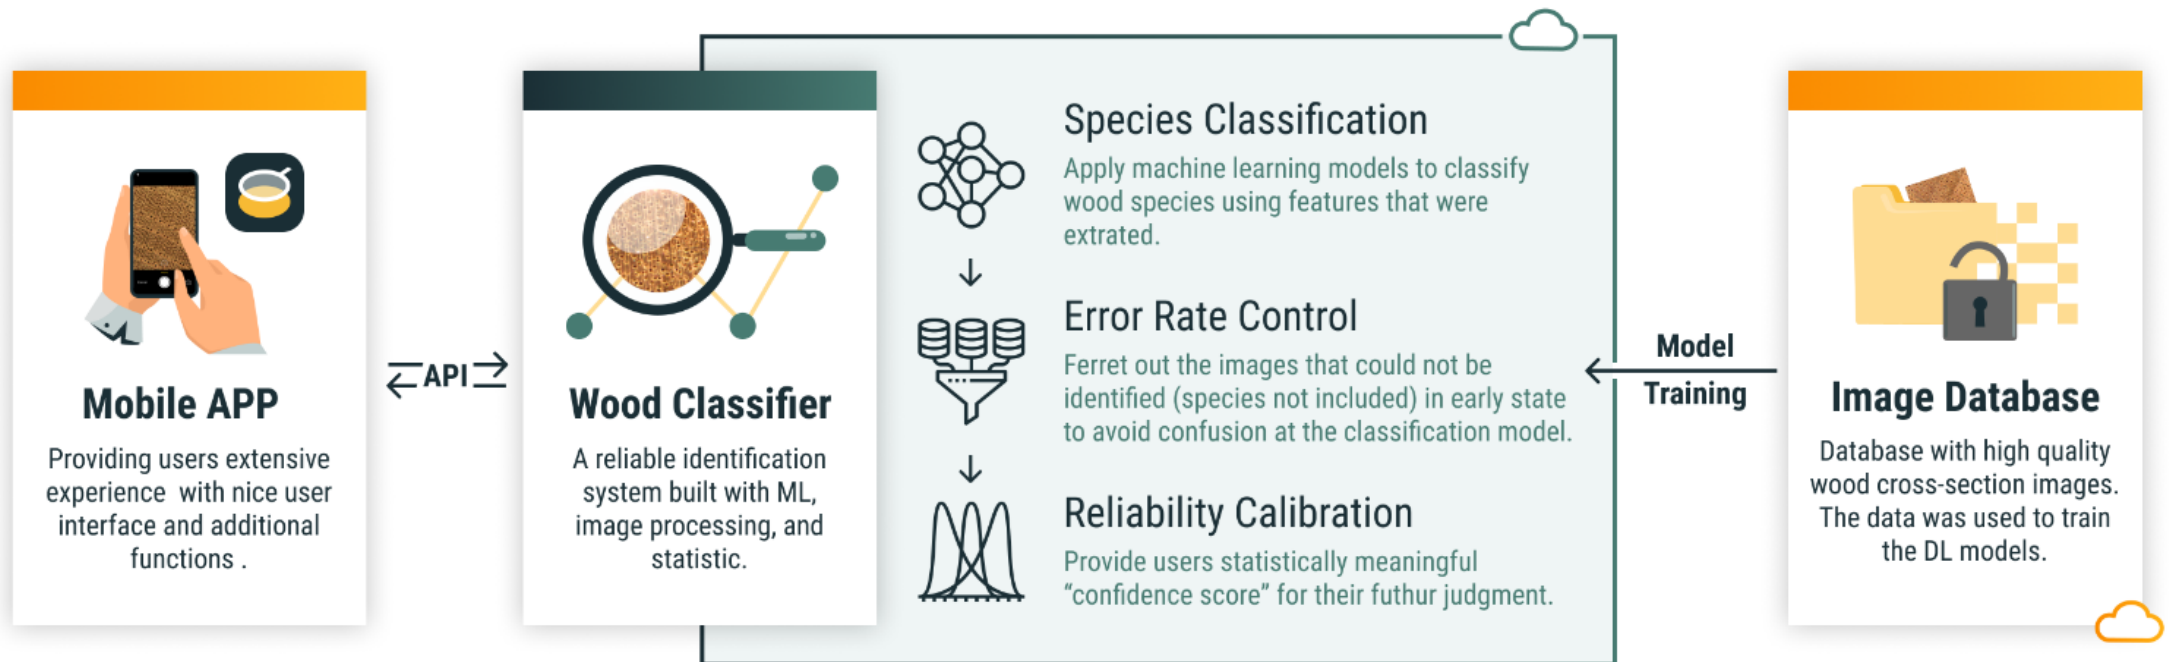 Mobile APP
Providing users extensive
experience with nice user
interface and additional
functions .
API
Wood Classifier
A reliable identification
system built with ML,
image processing, and
statistic.
Species Classification
Apply machine learning models to classify
wood species using features that were
extrated.
Error Rate Control
Ferret out the images that could not be
identified (species not included) in early state
to avoid confusion at the classification model.
Reliability Calibration
Provide users statistically meaningful
“confidence score” for their futhur judgment.
Model
Training
Image Database
Database with high quality
wood cross-section images.
The data was used to train
the DL models.